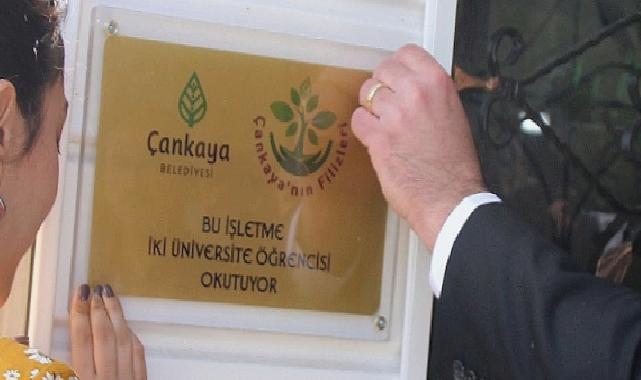 Çankaya
BELEDİYESİ
Çankaya'nın Filizleri
BU İŞLETME
İKİ ÜNİVERSİTE ÖĞRENCİSİ
OKUTUYOR